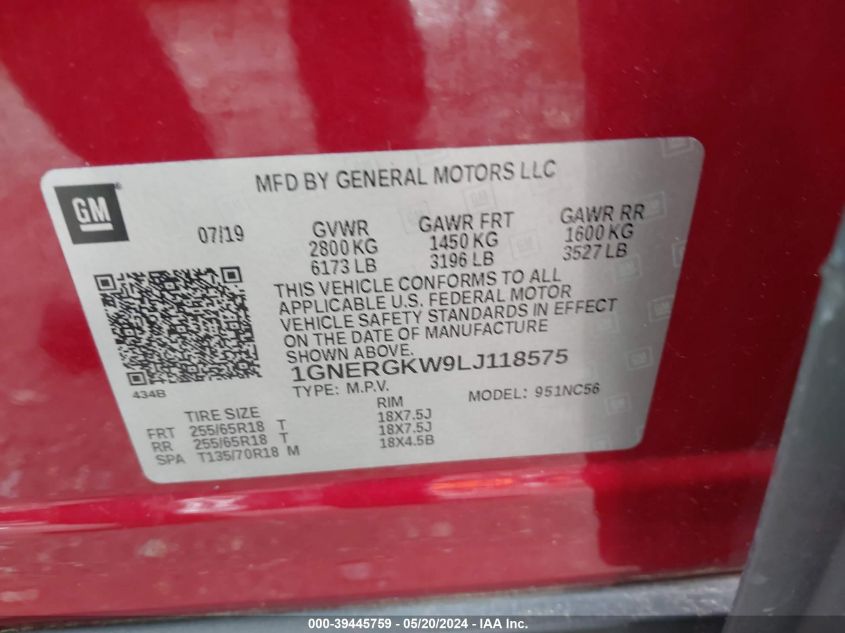 MFD BY GENERAL MOTORS LLC
GM
07/19 GVWR GAWR FRT GAWR RR
2800 KG 1450 KG 1600 KG
6173 LB 3196 LB 3527 LB
THIS VEHICLE CONFORMS TO ALL
APPLICABLE U.S. FEDERAL MOTOR
VEHICLE SAFETY STANDARDS IN EFFECT
ON THE DATE OF MANUFACTURE
SHOWN ABOVE.
1GNERGKW9LJ118575
434B
TYPE: M.P.V. MODEL: 951NC56
TIRE SIZE RIM
FRT 255/65R18 T 18X7.5J
RR 255/65R18 T 18X7.5J
SPA T135/70R18 M 18X4.5B
000-39445759 - 05/20/2024 - IAA Inc.